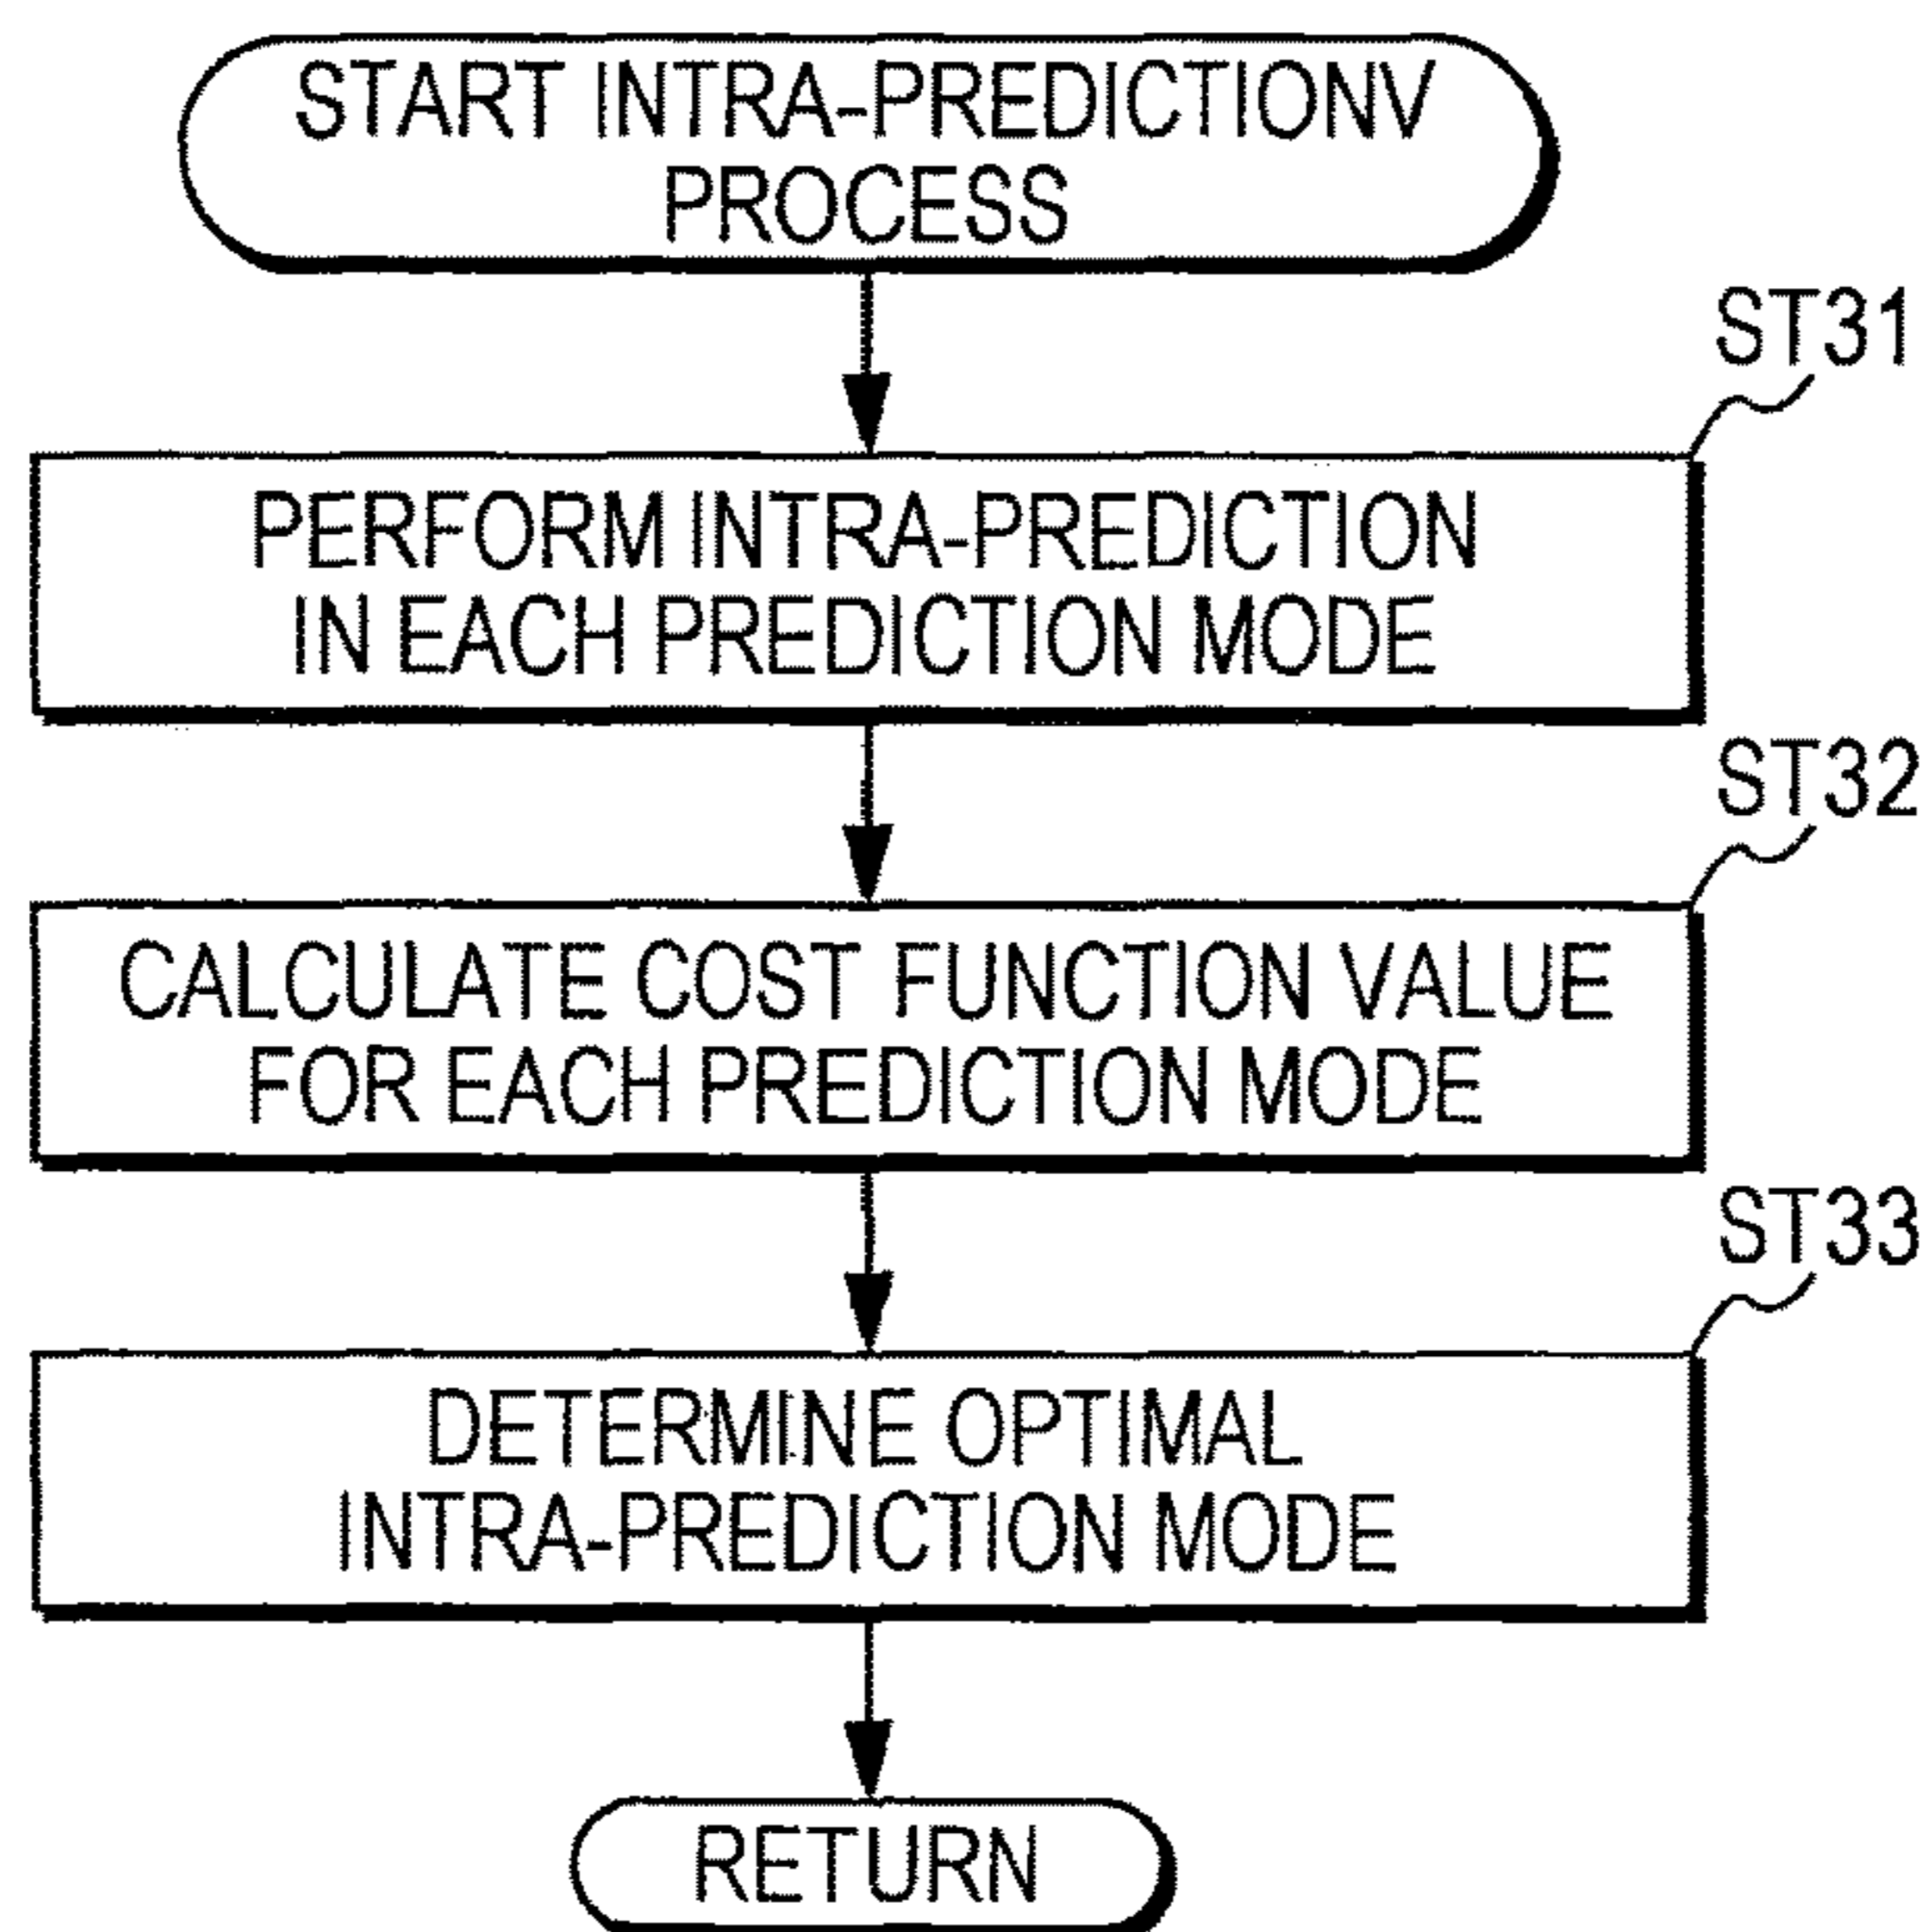 START INTRA-PREDICTIONV
PROCESS
ST31
PERFORM INTRA-PREDICTION
IN EACH PREDICTION MODE
ST32
CALCULATE COST FUNCTION VALUE
FOR EACH PREDICTION MODE
ST33
DETERMINE OPTIMAL
INTRA-PREDICTION MODE
RETURN